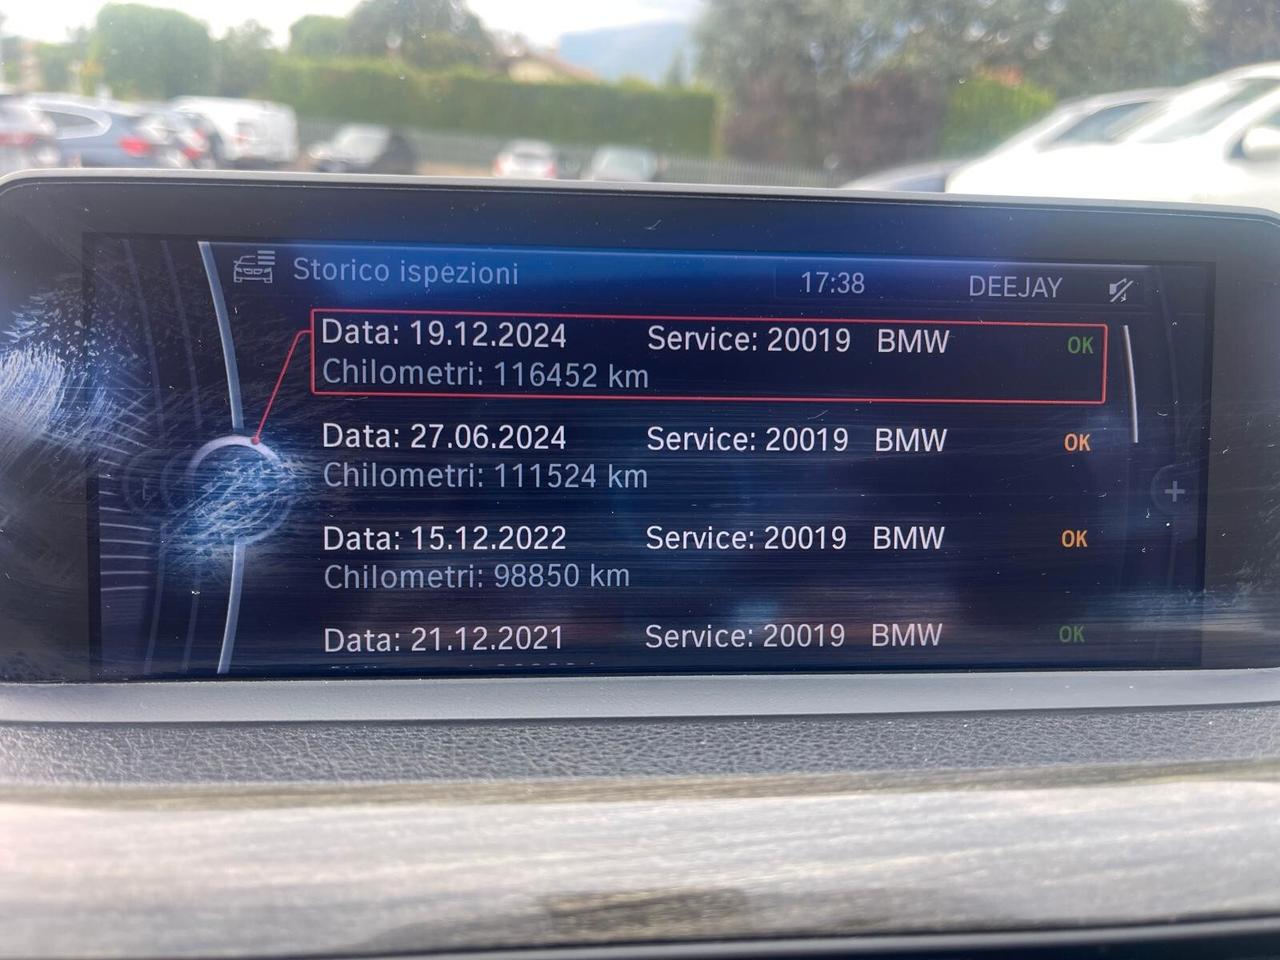 Storico ispezioni 17:38 DEEJAY
Data: 19.12.2024 Service: 20019 BMW OK
Chilometri: 116452 km
Data: 27.06.2024 Service: 20019 BMW OK
Chilometri: 111524 km
Data: 15.12.2022 Service: 20019 BMW OK
Chilometri: 98850 km
Data: 21.12.2021 Service: 20019 BMW OK